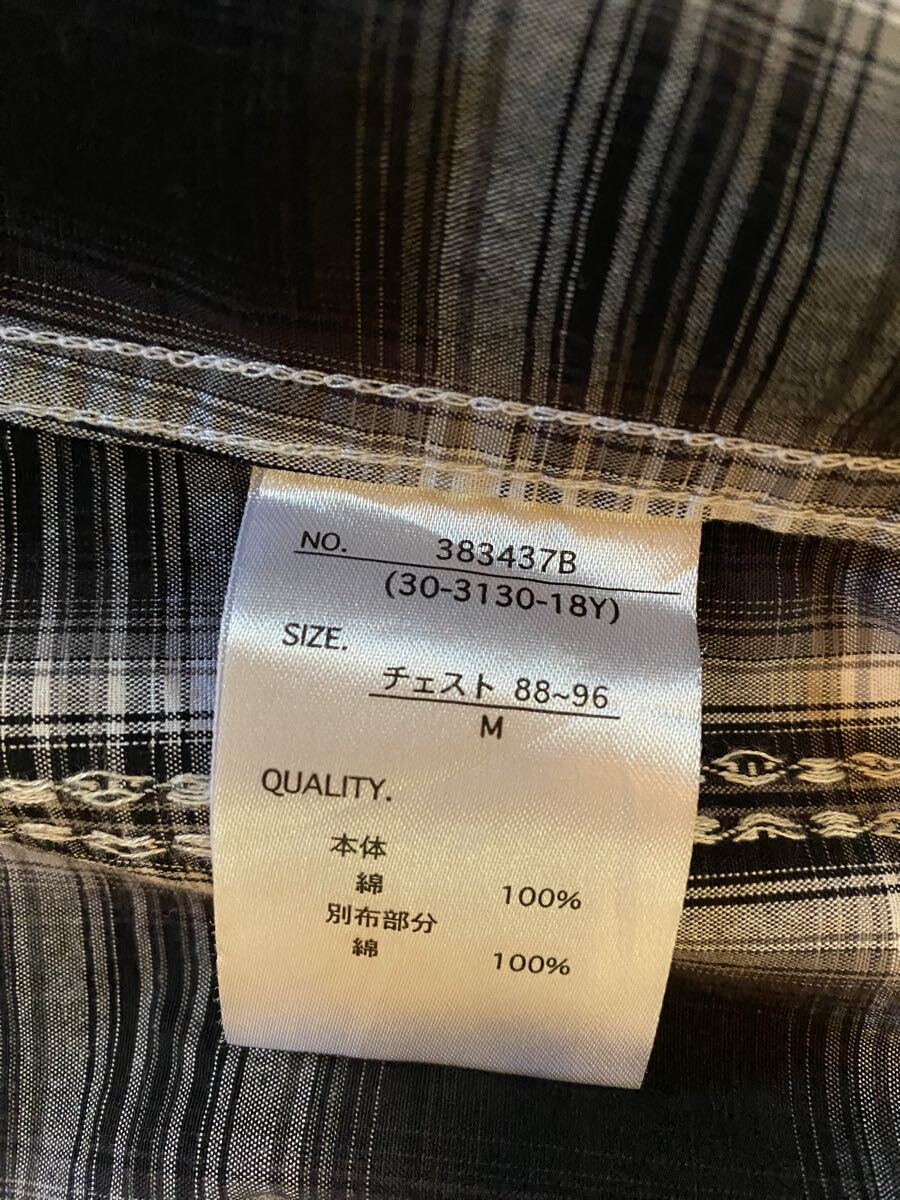 NO. 383437B
(30-3130-18Y)
SIZE.
チェスト 88~96
M
QUALITY.
本体
綿 100%
別布部分
綿 100%